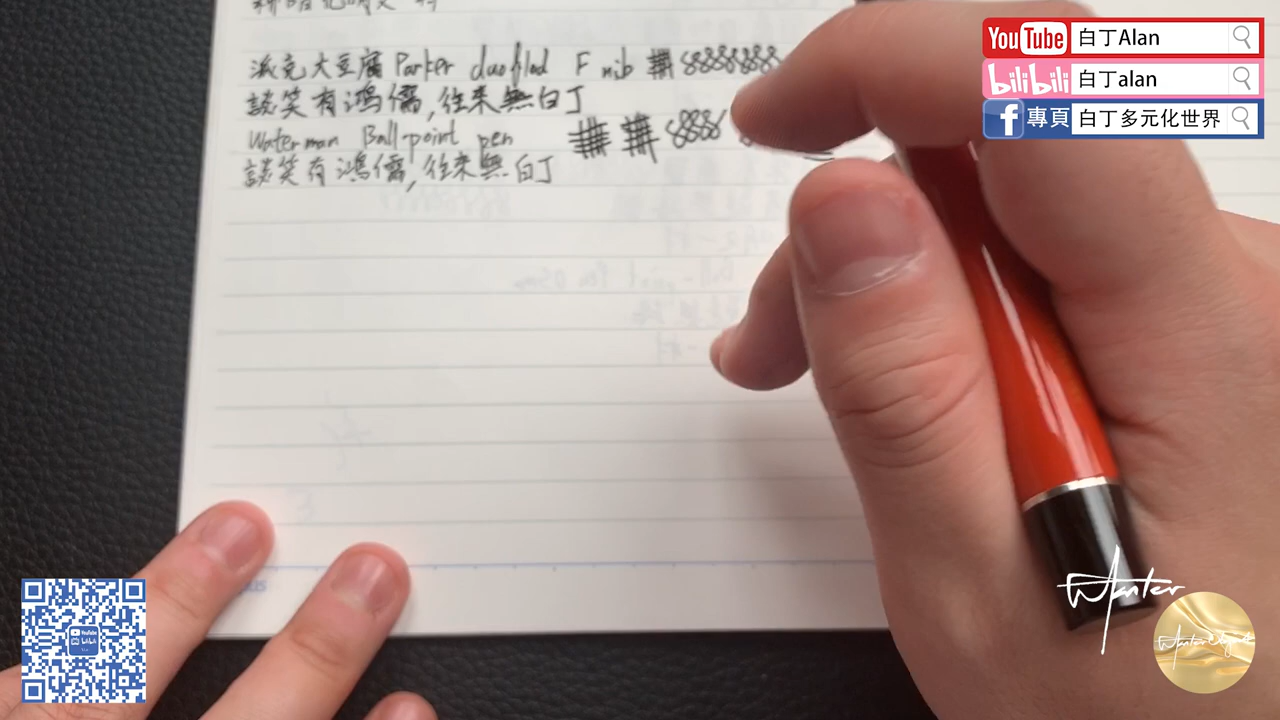 派克大豆腐 Parker duofold F nib
談笑有鴻儒,往來無白丁
Waterman Ball-point pen
談笑有鴻儒,往來無白丁
YouTube 白丁Alan
bilibili 白丁alan
f 專頁 白丁多元化世界